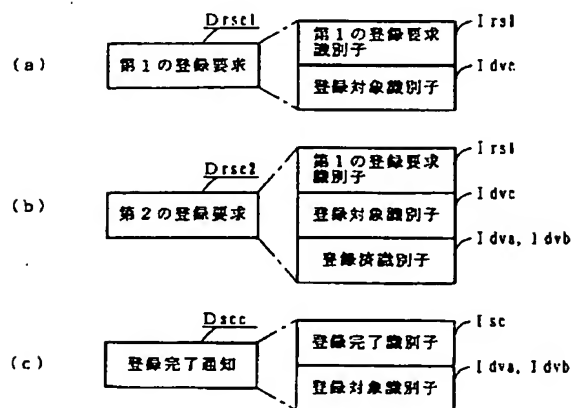 Drsc1
(a)
第1の登録要求
第1の登録要求
識別子
Irs1
登録対象識別子
Idvc
Drsc2
(b)
第2の登録要求
第1の登録要求
識別子
Irs1
登録対象識別子
Idvc
登録済識別子
Idva, Idvb
Dscc
(c)
登録完了通知
登録完了識別子
Isc
登録対象識別子
Idva, Idvb